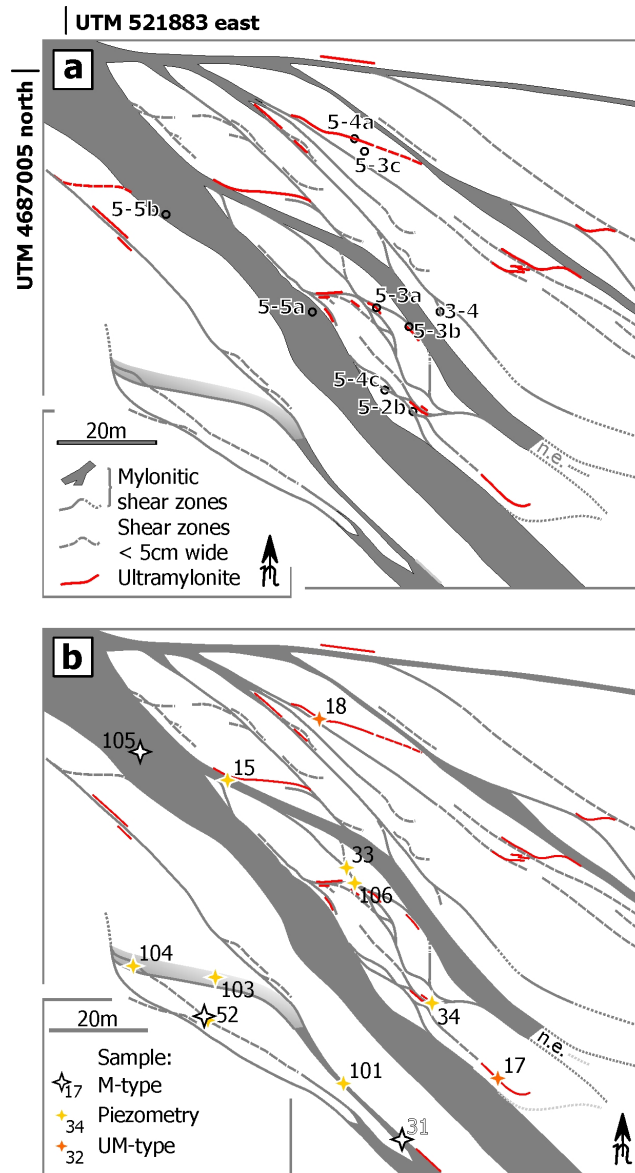 UTM 521883 east
UTM 4687005 north
a
5-4a
5-3c
5-5b
5-3a
5-5a
3-4
5-3b
5-4c
5-2b
n.e.
20m
Mylonitic
shear zones
Shear zones
< 5cm wide
Ultramylonite
b
18
105
15
33
106
104
103
52
34
17
101
31
n.e.
20m
Sample:
17 M-type
34 Piezometry
32 UM-type